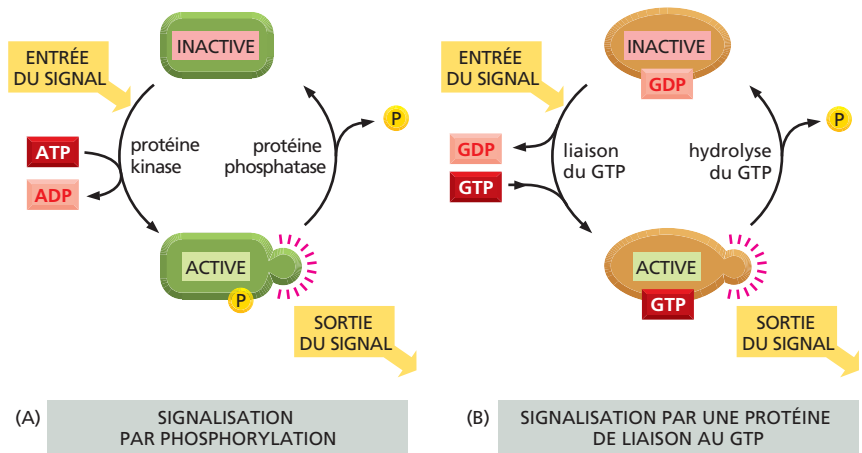 INACTIVE
ENTRÉE
DU SIGNAL
P
ATP
protéine
kinase
protéine
phosphatase
ADP
ACTIVE
P
SORTIE
DU SIGNAL
(A)
SIGNALISATION
PAR PHOSPHORYLATION
INACTIVE
GDP
ENTRÉE
DU SIGNAL
P
GDP
liaison
du GTP
hydrolyse
du GTP
GTP
ACTIVE
GTP
SORTIE
DU SIGNAL
(B)
SIGNALISATION PAR UNE PROTÉINE
DE LIAISON AU GTP